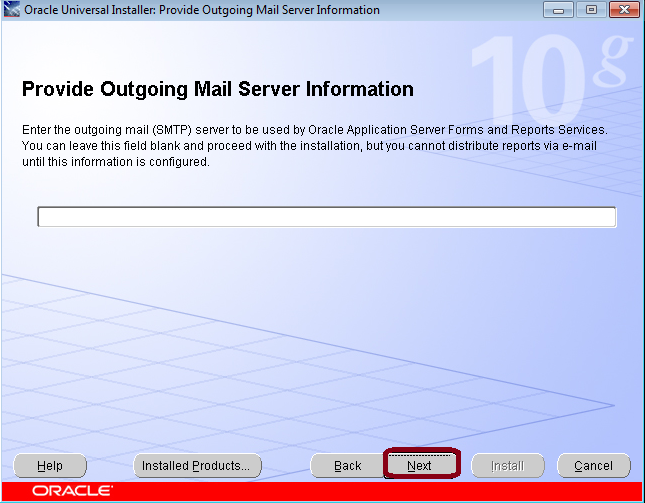 Oracle Universal Installer: Provide Outgoing Mail Server Information
10g
Provide Outgoing Mail Server Information
Enter the outgoing mail (SMTP) server to be used by Oracle Application Server Forms and Reports Services.
You can leave this field blank and proceed with the installation, but you cannot distribute reports via e-mail
until this information is configured.
Help
Installed Products...
Back
Next
Install
Cancel
ORACLE